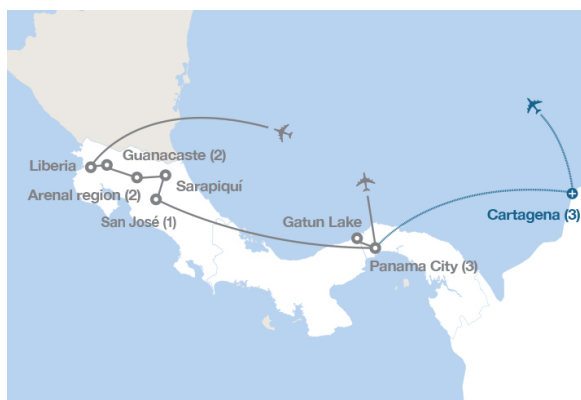 Guanacaste (2)
Liberia
Sarapiquí
Arenal region (2)
San José (1)
Gatun Lake
Cartagena (3)
Panama City (3)